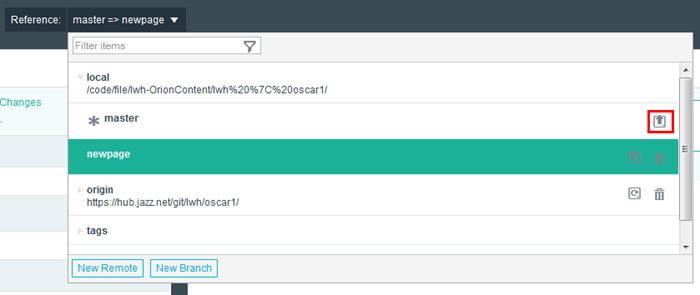 Reference: master => newpage
Filter items
local
/code/file/lwh-OrionContent/lwh%20%7C%20oscar1/
Changes
master
newpage
origin
https://hub.jazz.net/git/lwh/oscar1/
tags
New Remote New Branch